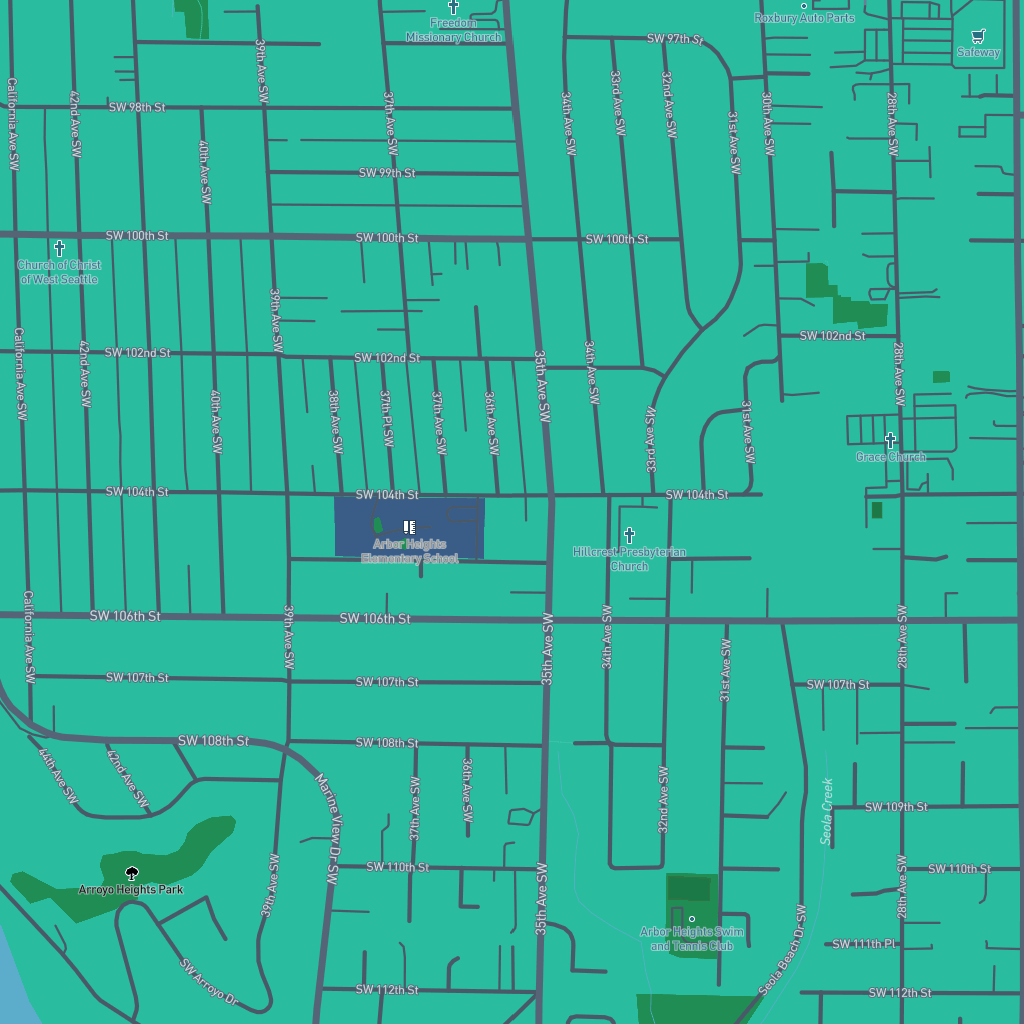 Freedom
Missionary Church
Roxbury Auto Parts
Safeway
SW 97th St
39th Ave SW
37th Ave SW
California Ave SW
42nd Ave SW
SW 98th St
34th Ave SW
33rd Ave SW
32nd Ave SW
31st Ave SW
30th Ave SW
28th Ave SW
40th Ave SW
SW 99th St
SW 100th St
SW 100th St
SW 100th St
Church of Christ
of West Seattle
39th Ave SW
California Ave SW
42nd Ave SW
SW 102nd St
SW 102nd St
SW 102nd St
35th Ave SW
34th Ave SW
28th Ave SW
40th Ave SW
38th Ave SW
37th Pl SW
37th Ave SW
36th Ave SW
33rd Ave SW
31st Ave SW
Grace Church
SW 104th St
SW 104th St
SW 104th St
Arbor Heights
Elementary School
Hillcrest Presbyterian
Church
California Ave SW
SW 106th St
SW 106th St
39th Ave SW
35th Ave SW
34th Ave SW
31st Ave SW
28th Ave SW
SW 107th St
SW 107th St
SW 107th St
SW 108th St
SW 108th St
44th Ave SW
42nd Ave SW
Marine View Dr SW
37th Ave SW
36th Ave SW
32nd Ave SW
Seola Creek
SW 109th St
SW 110th St
SW 110th St
Arroyo Heights Park
39th Ave SW
35th Ave SW
28th Ave SW
Arbor Heights Swim
and Tennis Club
SW 111th Pl
Seola Beach Dr SW
SW Arroyo Dr
SW 112th St
SW 112th St